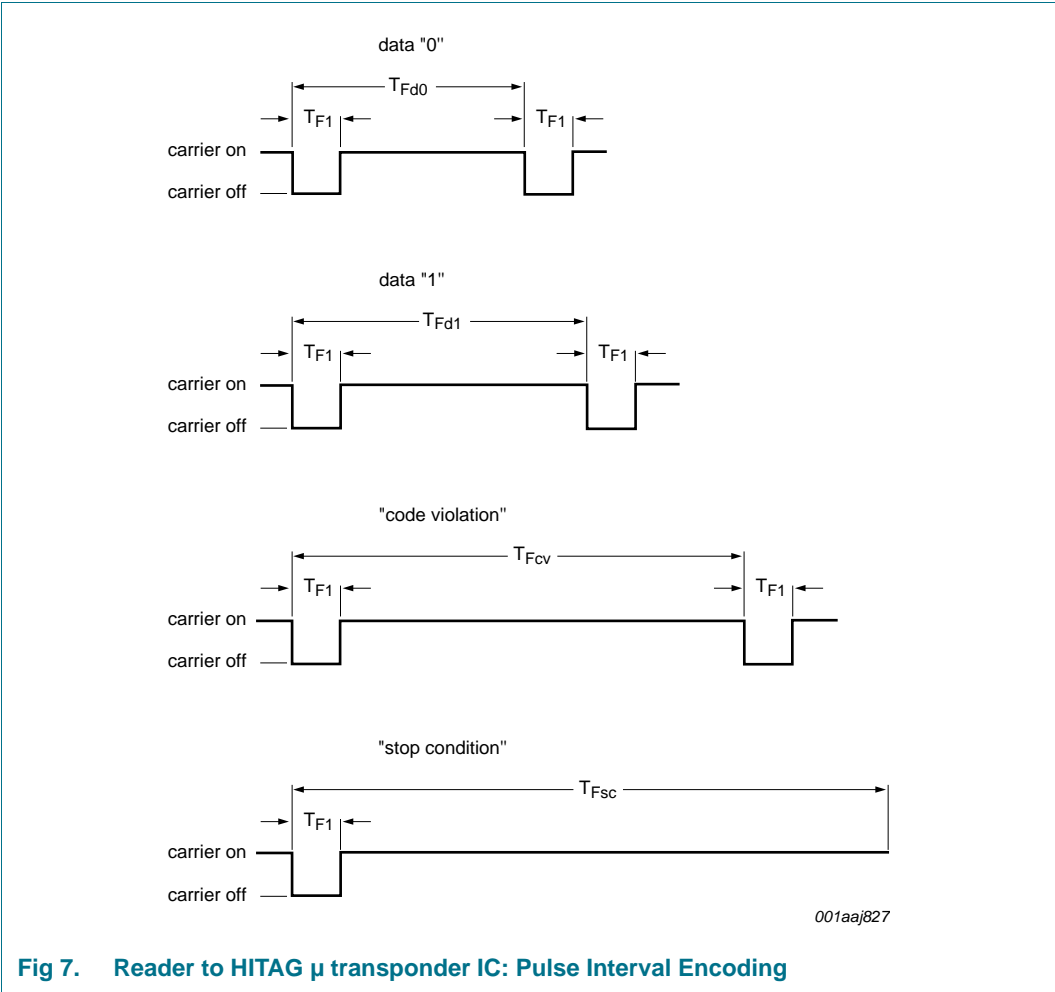 data "0"
TFd0
TF1 TF1
carrier on
carrier off
data "1"
TFd1
TF1 TF1
carrier on
carrier off
"code violation"
TFcv
TF1 TF1
carrier on
carrier off
"stop condition"
TFsc
TF1
carrier on
carrier off
001aaj827
Fig 7. Reader to HITAG µ transponder IC: Pulse Interval Encoding